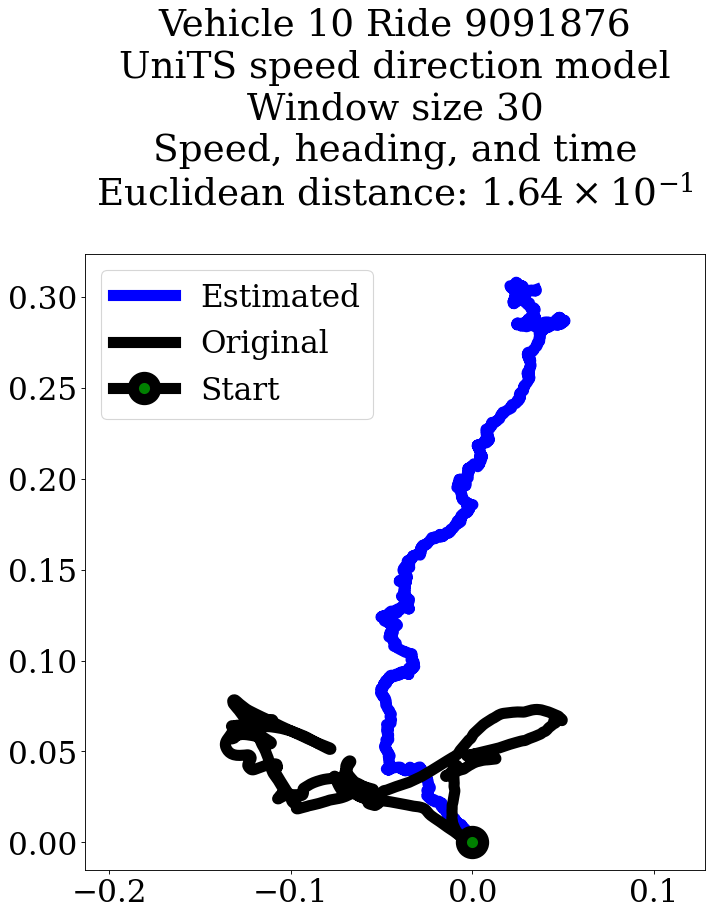 Vehicle 10 Ride 9091876
UniTS speed direction model
Window size 30
Speed, heading, and time
Euclidean distance: 1.64 × 10⁻¹
Estimated
Original
Start
0.30
0.25
0.20
0.15
0.10
0.05
0.00
−0.2 −0.1 0.0 0.1